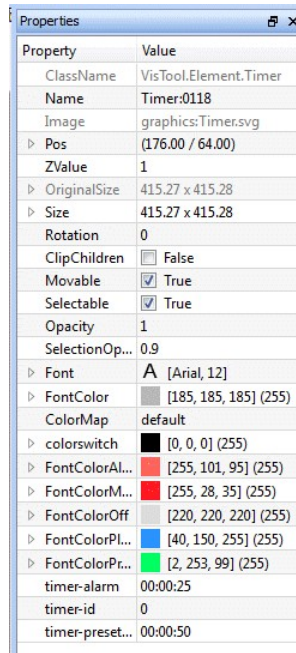 Properties
Property Value
ClassName VisTool.Element.Timer
Name Timer:0118
Image graphics:Timer.svg
Pos (176.00 / 64.00)
ZValue 1
OriginalSize 415.27 x 415.28
Size 415.27 x 415.28
Rotation 0
ClipChildren False
Movable True
Selectable True
Opacity 1
SelectionOp... 0.9
Font A [Arial, 12]
FontColor [185, 185, 185] (255)
ColorMap default
colorswitch [0, 0, 0] (255)
FontColorAl... [255, 101, 95] (255)
FontColorM... [255, 28, 35] (255)
FontColorOff [220, 220, 220] (255)
FontColorPl... [40, 150, 255] (255)
FontColorPr... [2, 253, 99] (255)
timer-alarm 00:00:25
timer-id 0
timer-preset... 00:00:50